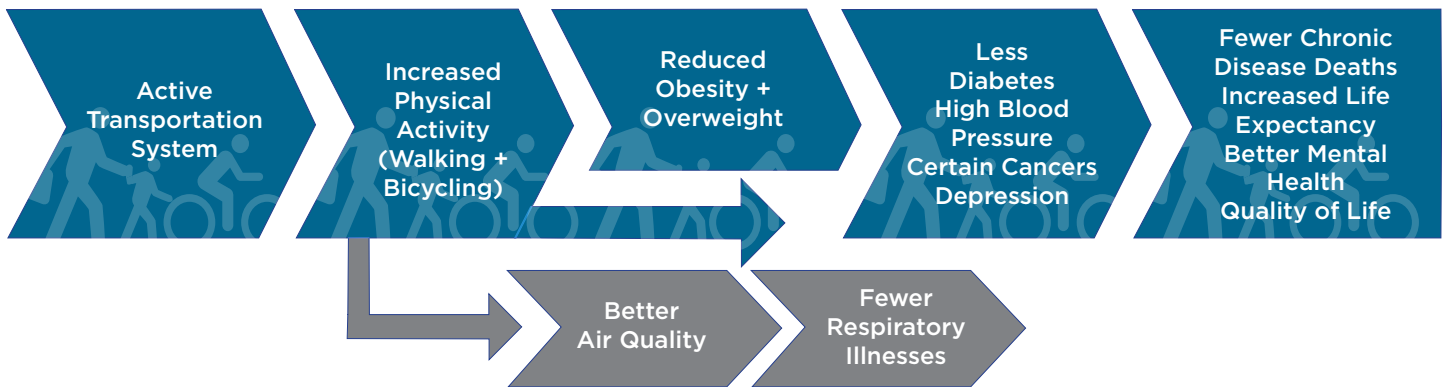 Active
Transportation
System
Increased
Physical
Activity
(Walking +
Bicycling)
Reduced
Obesity +
Overweight
Less
Diabetes
High Blood
Pressure
Certain Cancers
Depression
Fewer Chronic
Disease Deaths
Increased Life
Expectancy
Better Mental
Health
Quality of Life
Better
Air Quality
Fewer
Respiratory
Illnesses